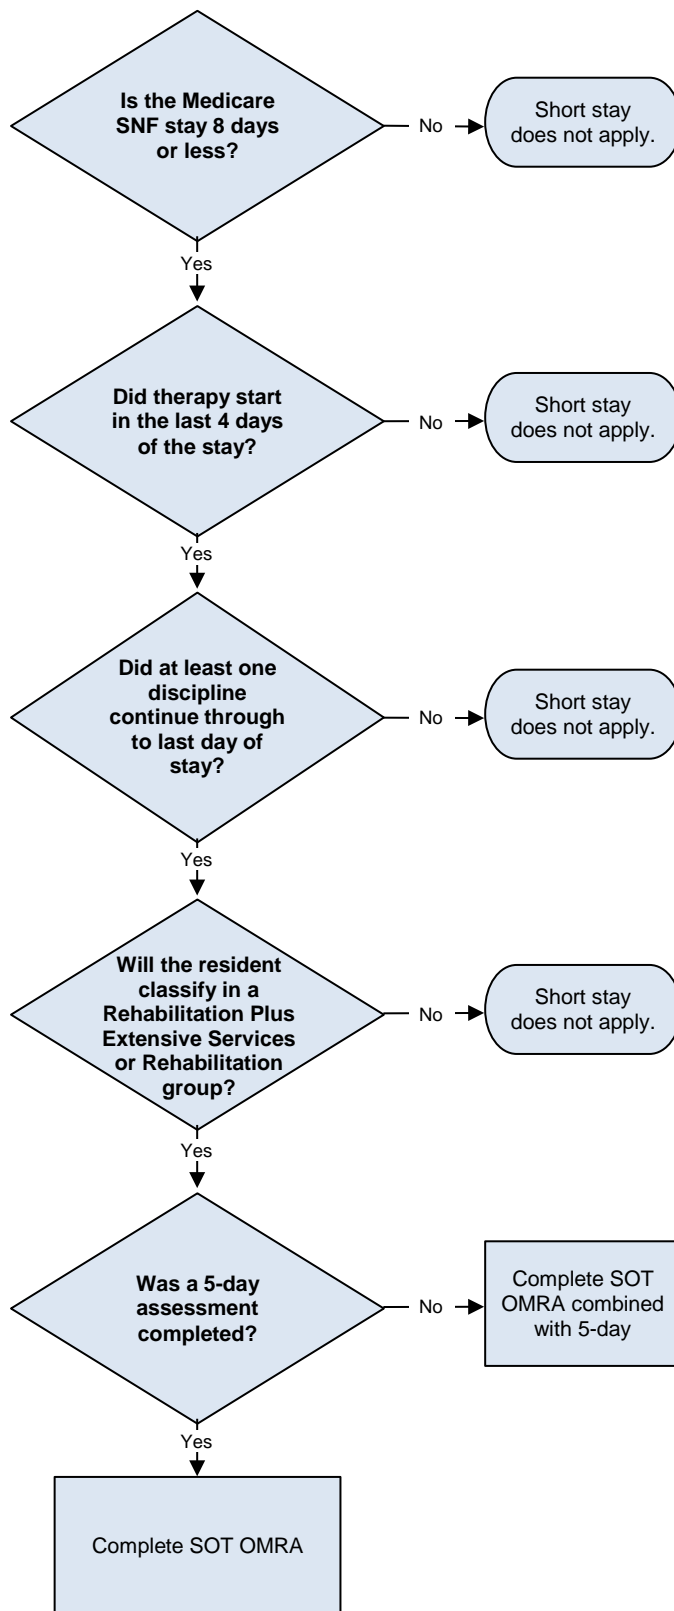 Is the Medicare
SNF stay 8 days
or less?
No
Short stay
does not apply.
Yes
Did therapy start
in the last 4 days
of the stay?
No
Short stay
does not apply.
Yes
Did at least one
discipline
continue through
to last day of
stay?
No
Short stay
does not apply.
Yes
Will the resident
classify in a
Rehabilitation Plus
Extensive Services
or Rehabilitation
group?
No
Short stay
does not apply.
Yes
Was a 5-day
assessment
completed?
No
Complete SOT
OMRA combined
with 5-day
Yes
Complete SOT OMRA